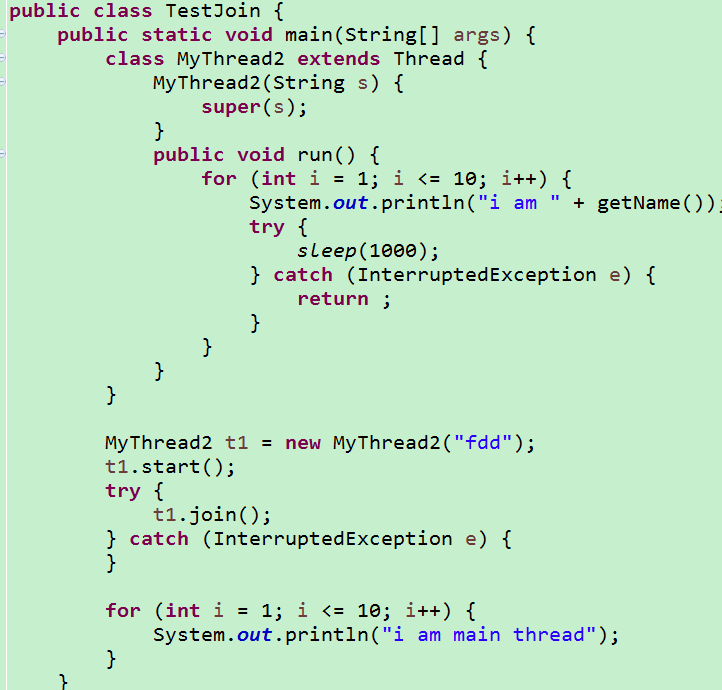 public class TestJoin {
    public static void main(String[] args) {
        class MyThread2 extends Thread {
            MyThread2(String s) {
                super(s);
            }
            public void run() {
                for (int i = 1; i <= 10; i++) {
                    System.out.println("i am " + getName());
                    try {
                        sleep(1000);
                    } catch (InterruptedException e) {
                        return ;
                    }
                }
            }
        }

        MyThread2 t1 = new MyThread2("fdd");
        t1.start();
        try {
            t1.join();
        } catch (InterruptedException e) {
        }

        for (int i = 1; i <= 10; i++) {
            System.out.println("i am main thread");
        }
    }